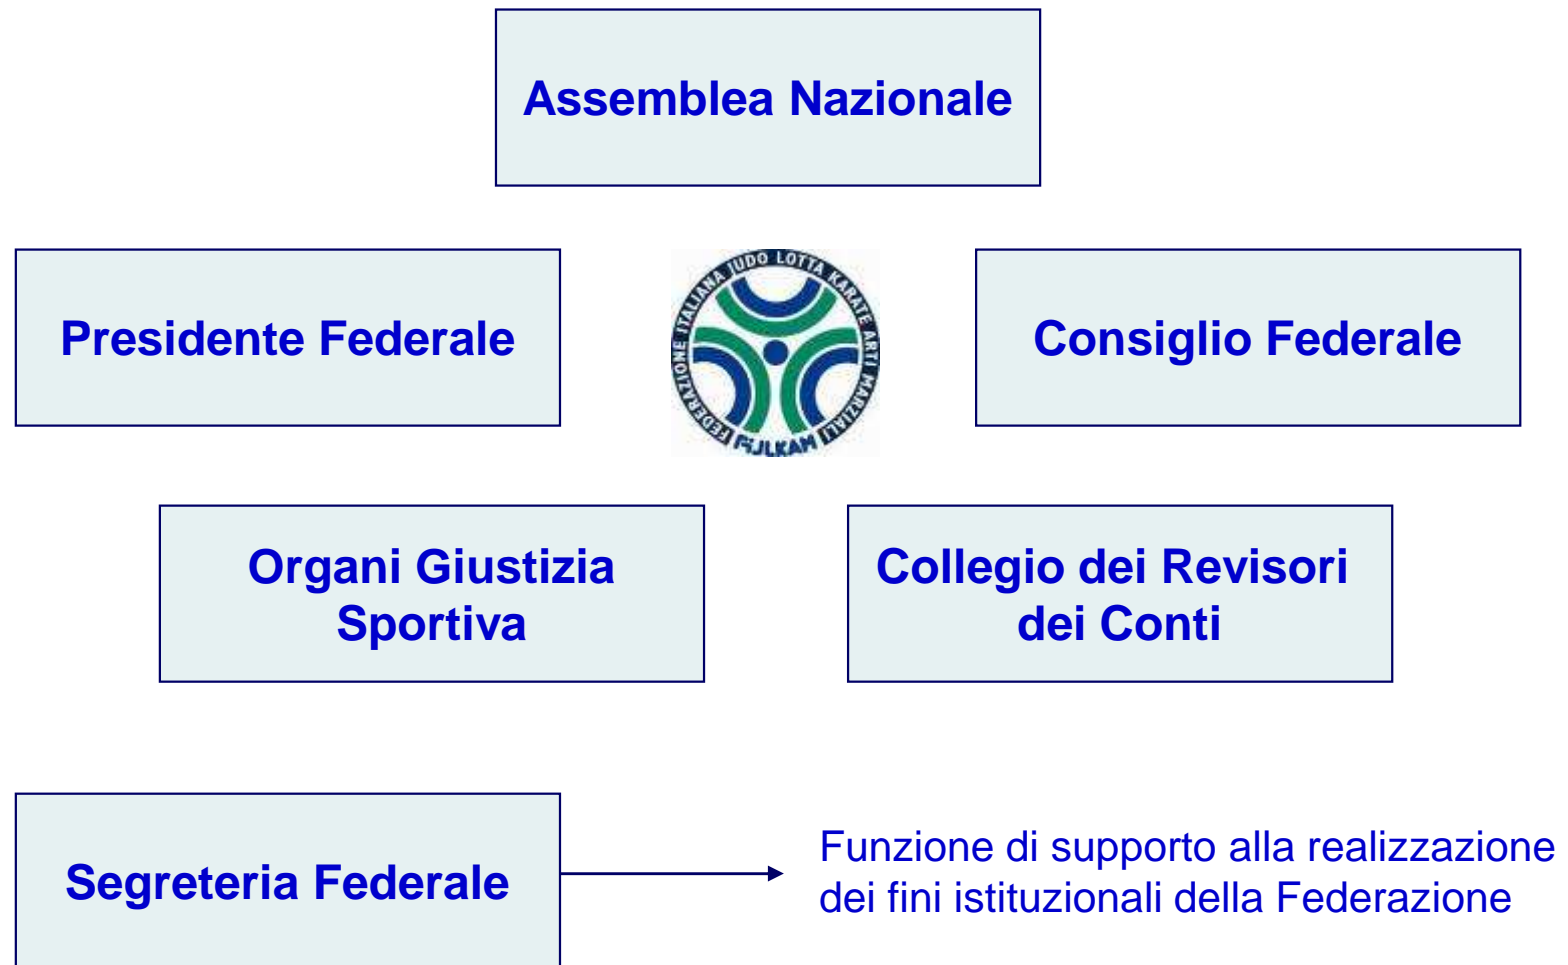 Assemblea Nazionale
Presidente Federale
FEDERAZIONE ITALIANA JUDO LOTTA KARATE ARTI MARZIALI
FIJLKAM
Consiglio Federale
Organi Giustizia
Sportiva
Collegio dei Revisori
dei Conti
Segreteria Federale
Funzione di supporto alla realizzazione
dei fini istituzionali della Federazione